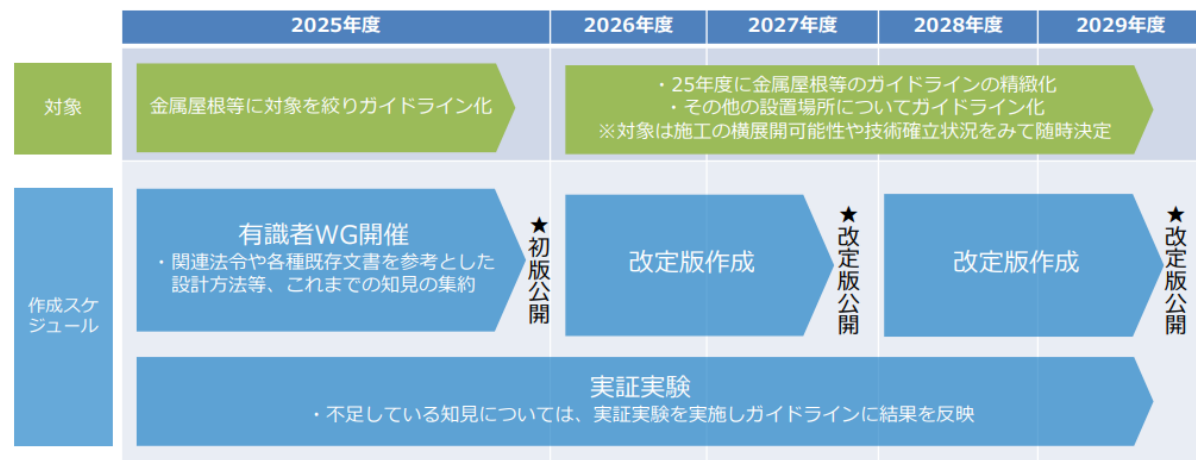 2025年度
2026年度
2027年度
2028年度
2029年度
対象
金属屋根等に対象を絞りガイドライン化
・25年度に金属屋根等のガイドラインの精緻化
・その他の設置場所についてガイドライン化
※対象は施工の横展開可能性や技術確立状況をみて随時決定
作成スケ
ジュール
有識者WG開催
・関連法令や各種既存文書を参考とした
設計方法等、これまでの知見の集約
★初版公開
改定版作成
★改定版公開
改定版作成
★改定版公開
実証実験
・不足している知見については、実証実験を実施しガイドラインに結果を反映